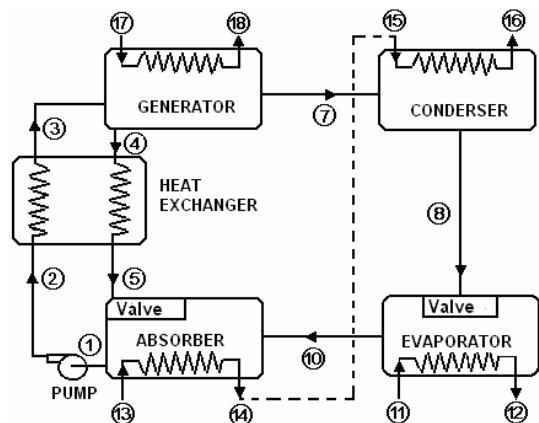 17 18 15 16
GENERATOR
CONDERSER
7
3
4
HEAT
EXCHANGER
8
2
5
Valve
Valve
1
ABSORBER
EVAPORATOR
10
PUMP
13 14 11 12